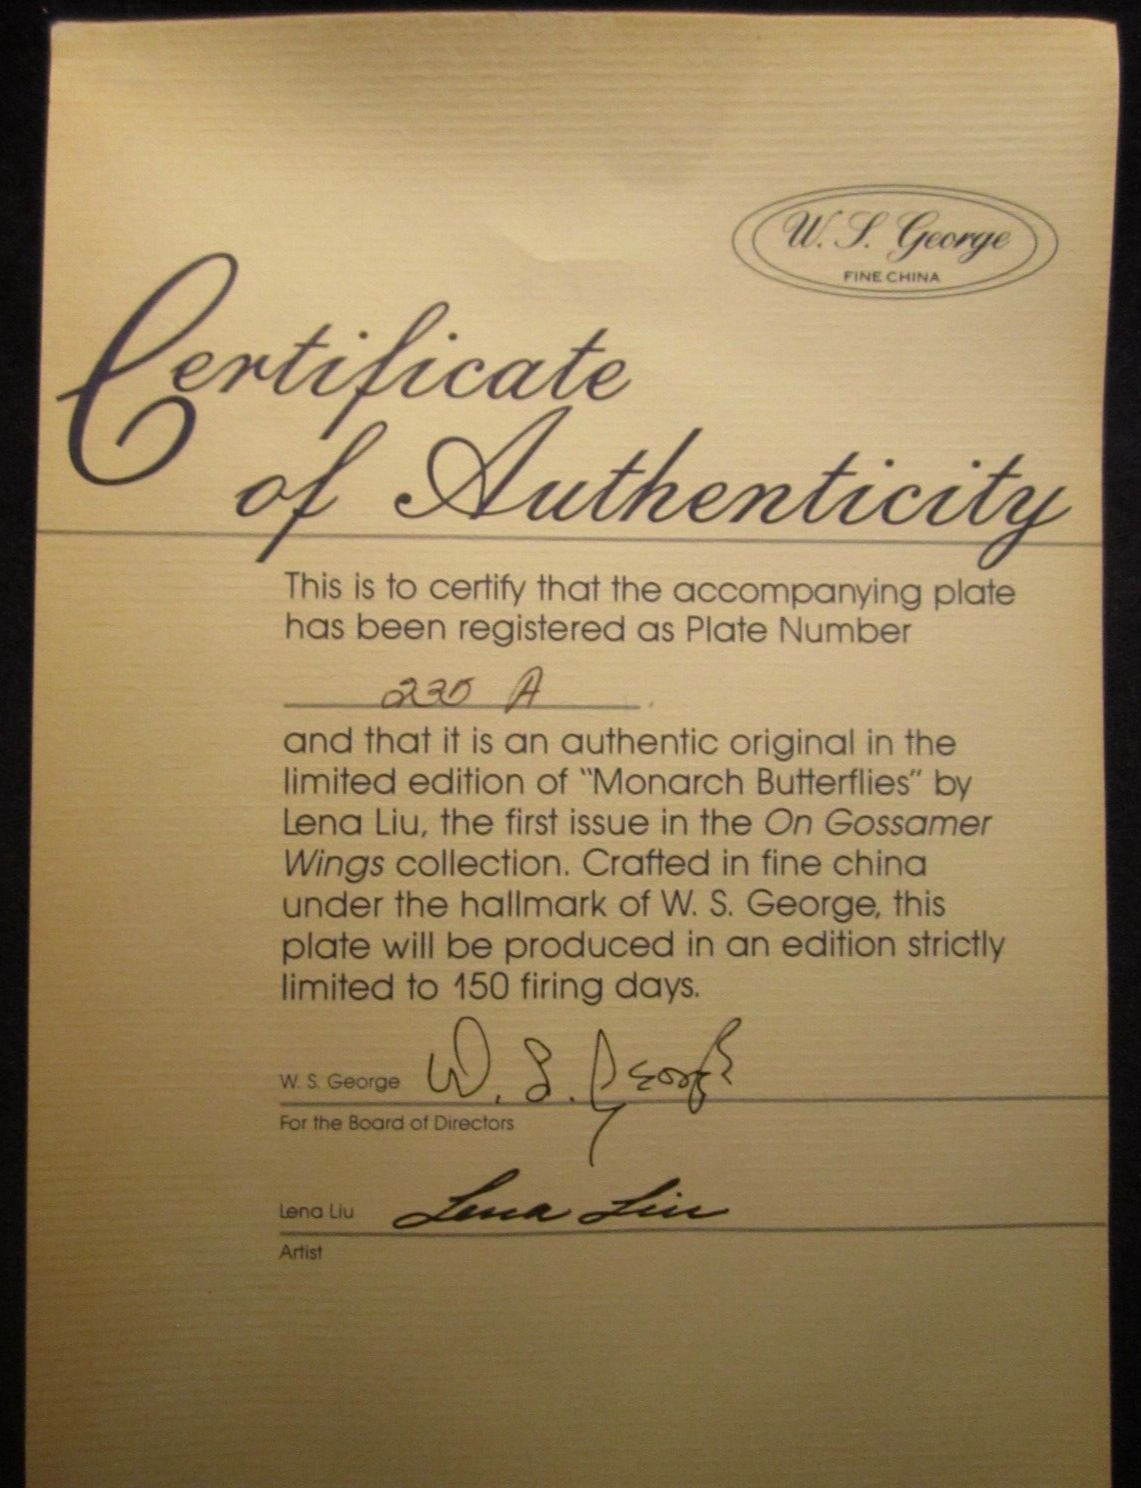 W. S. George
FINE CHINA
Certificate
of Authenticity
This is to certify that the accompanying plate
has been registered as Plate Number
230 A.
and that it is an authentic original in the
limited edition of "Monarch Butterflies" by
Lena Liu, the first issue in the On Gossamer
Wings collection. Crafted in fine china
under the hallmark of W. S. George, this
plate will be produced in an edition strictly
limited to 150 firing days.
W. S. George W. S. George
For the Board of Directors
Lena Liu Lena Liu
Artist